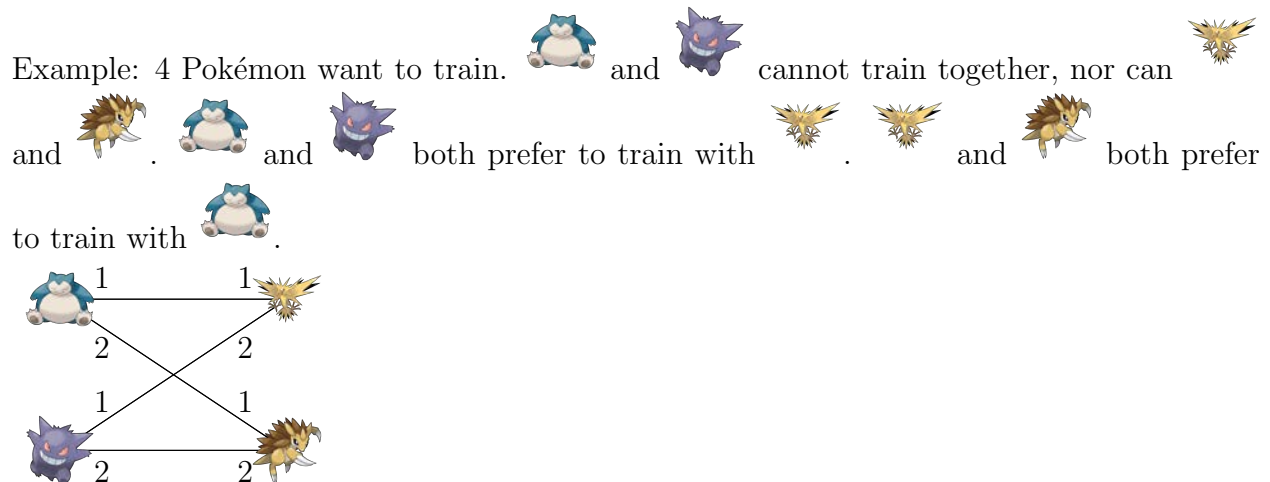 Example: 4 Pokémon want to train. and cannot train together, nor can
and . and both prefer to train with . and both prefer
to train with .
1 1
2 2
1 1
2 2